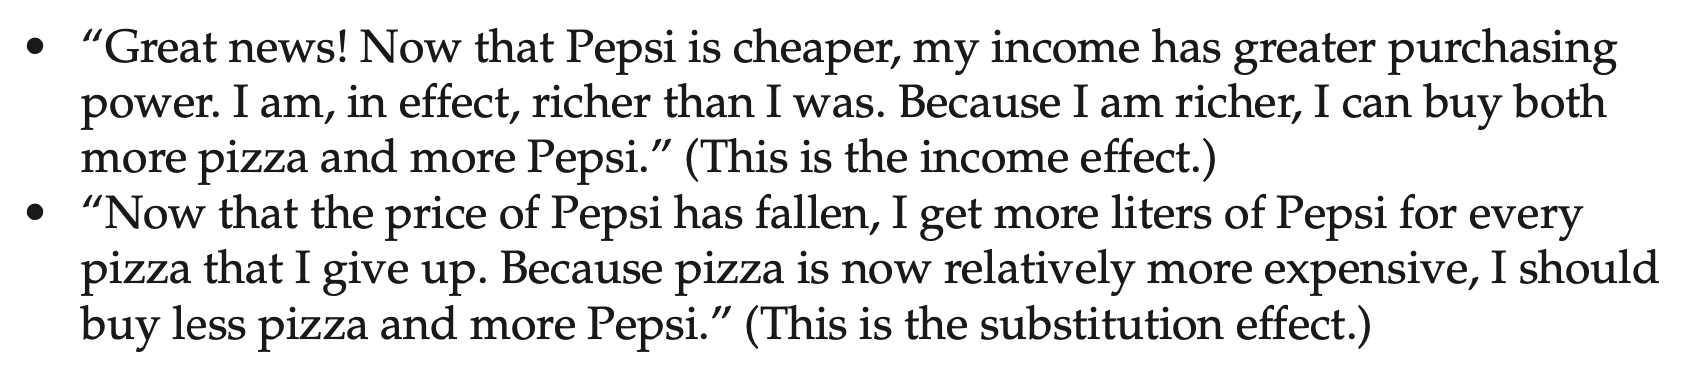 • “Great news! Now that Pepsi is cheaper, my income has greater purchasing
power. I am, in effect, richer than I was. Because I am richer, I can buy both
more pizza and more Pepsi.” (This is the income effect.)
• “Now that the price of Pepsi has fallen, I get more liters of Pepsi for every
pizza that I give up. Because pizza is now relatively more expensive, I should
buy less pizza and more Pepsi.” (This is the substitution effect.)